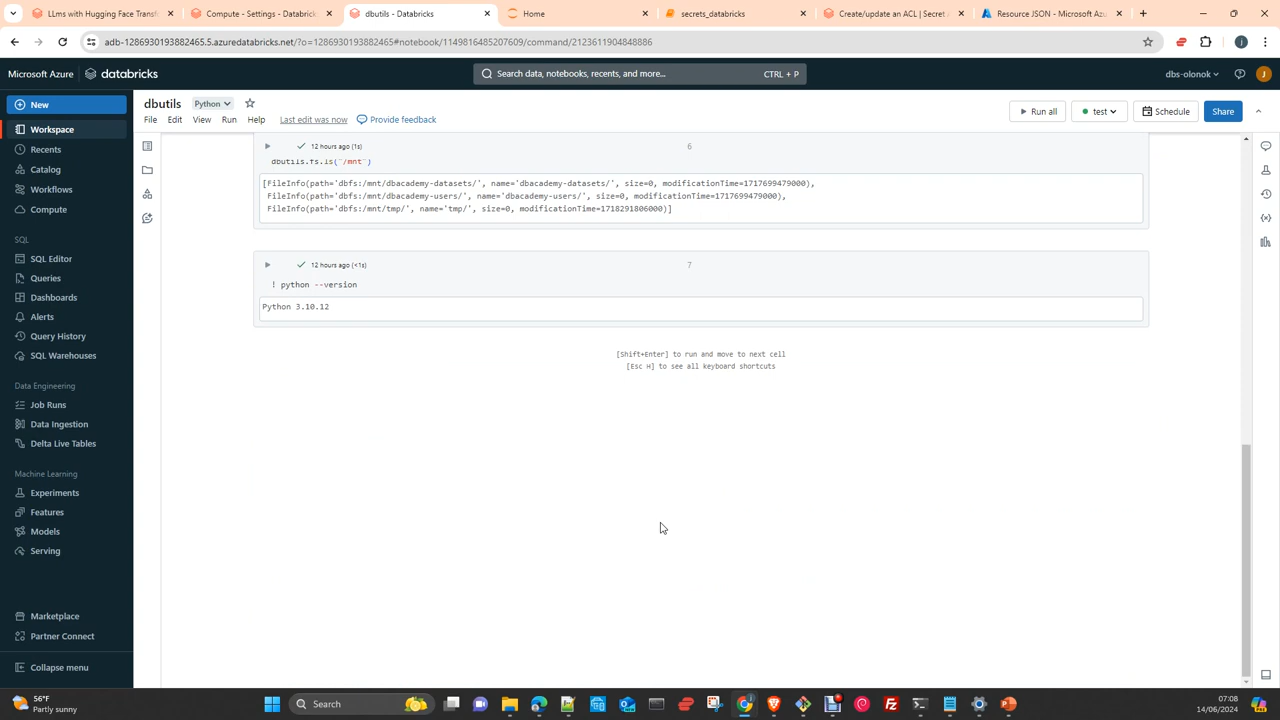 LLms with Hugging Face Transf
Compute - Settings - Databricks
dbutils - Databricks
Home
secrets_databricks
Create/update an ACL | Secret
Resource JSON - Microsoft Az
adb-1286930193882465.5.azuredatabricks.net/?o=1286930193882465#notebook/1149816485207609/command/2123611904848886
Microsoft Azure
databricks
Search data, notebooks, recents, and more...
CTRL + P
dbs-olonok
J
New
Workspace
Recents
Catalog
Workflows
Compute
SQL
SQL Editor
Queries
Dashboards
Alerts
Query History
SQL Warehouses
Data Engineering
Job Runs
Data Ingestion
Delta Live Tables
Machine Learning
Experiments
Features
Models
Serving
Marketplace
Partner Connect
Collapse menu
dbutils
Python
File Edit View Run Help Last edit was now Provide feedback
Run all
test
Schedule
Share
12 hours ago (1s)
6
dbutils.fs.ls("/mnt")
[FileInfo(path='dbfs:/mnt/dbacademy-datasets/', name='dbacademy-datasets/', size=0, modificationTime=1717699479000),
FileInfo(path='dbfs:/mnt/dbacademy-users/', name='dbacademy-users/', size=0, modificationTime=1717699479000),
FileInfo(path='dbfs:/mnt/tmp/', name='tmp/', size=0, modificationTime=1718291806000)]
12 hours ago (<1s)
7
! python --version
Python 3.10.12
[Shift+Enter] to run and move to next cell
[Esc H] to see all keyboard shortcuts
56°F
Partly sunny
Search
07:08
14/06/2024